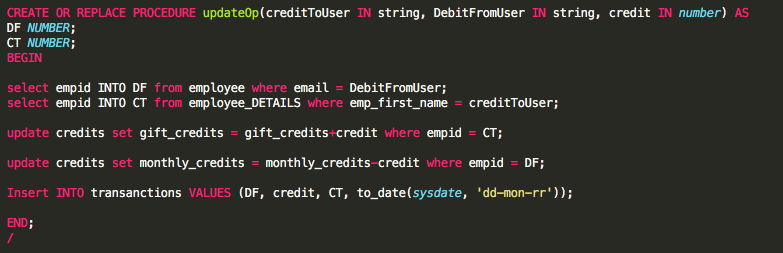 CREATE OR REPLACE PROCEDURE updateOp(creditToUser IN string, DebitFromUser IN string, credit IN number) AS
DF NUMBER;
CT NUMBER;
BEGIN
select empid INTO DF from employee where email = DebitFromUser;
select empid INTO CT from employee_DETAILS where emp_first_name = creditToUser;
update credits set gift_credits = gift_credits+credit where empid = CT;
update credits set monthly_credits = monthly_credits-credit where empid = DF;
Insert INTO transanctions VALUES (DF, credit, CT, to_date(sysdate, 'dd-mon-rr'));
END;
/